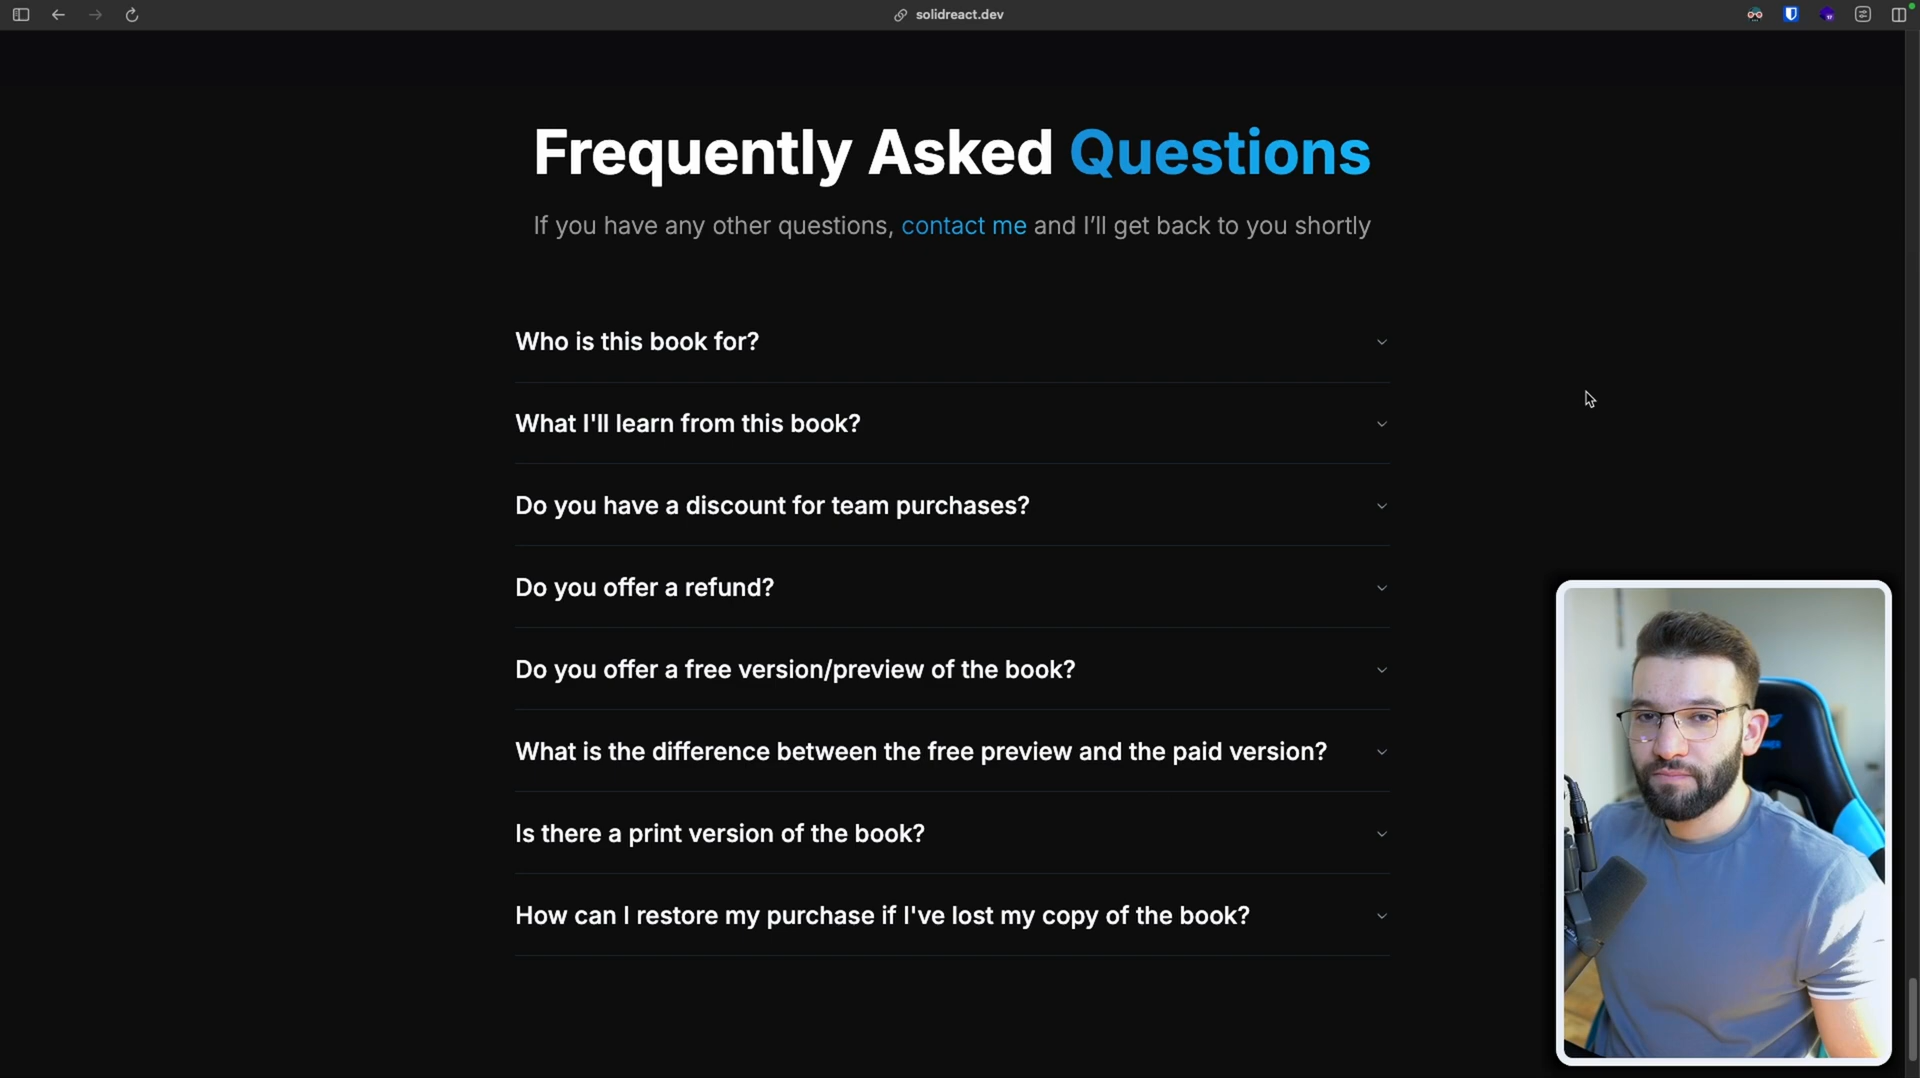 solidreact.dev
Frequently Asked Questions
If you have any other questions, contact me and I’ll get back to you shortly
Who is this book for?
What I'll learn from this book?
Do you have a discount for team purchases?
Do you offer a refund?
Do you offer a free version/preview of the book?
What is the difference between the free preview and the paid version?
Is there a print version of the book?
How can I restore my purchase if I've lost my copy of the book?